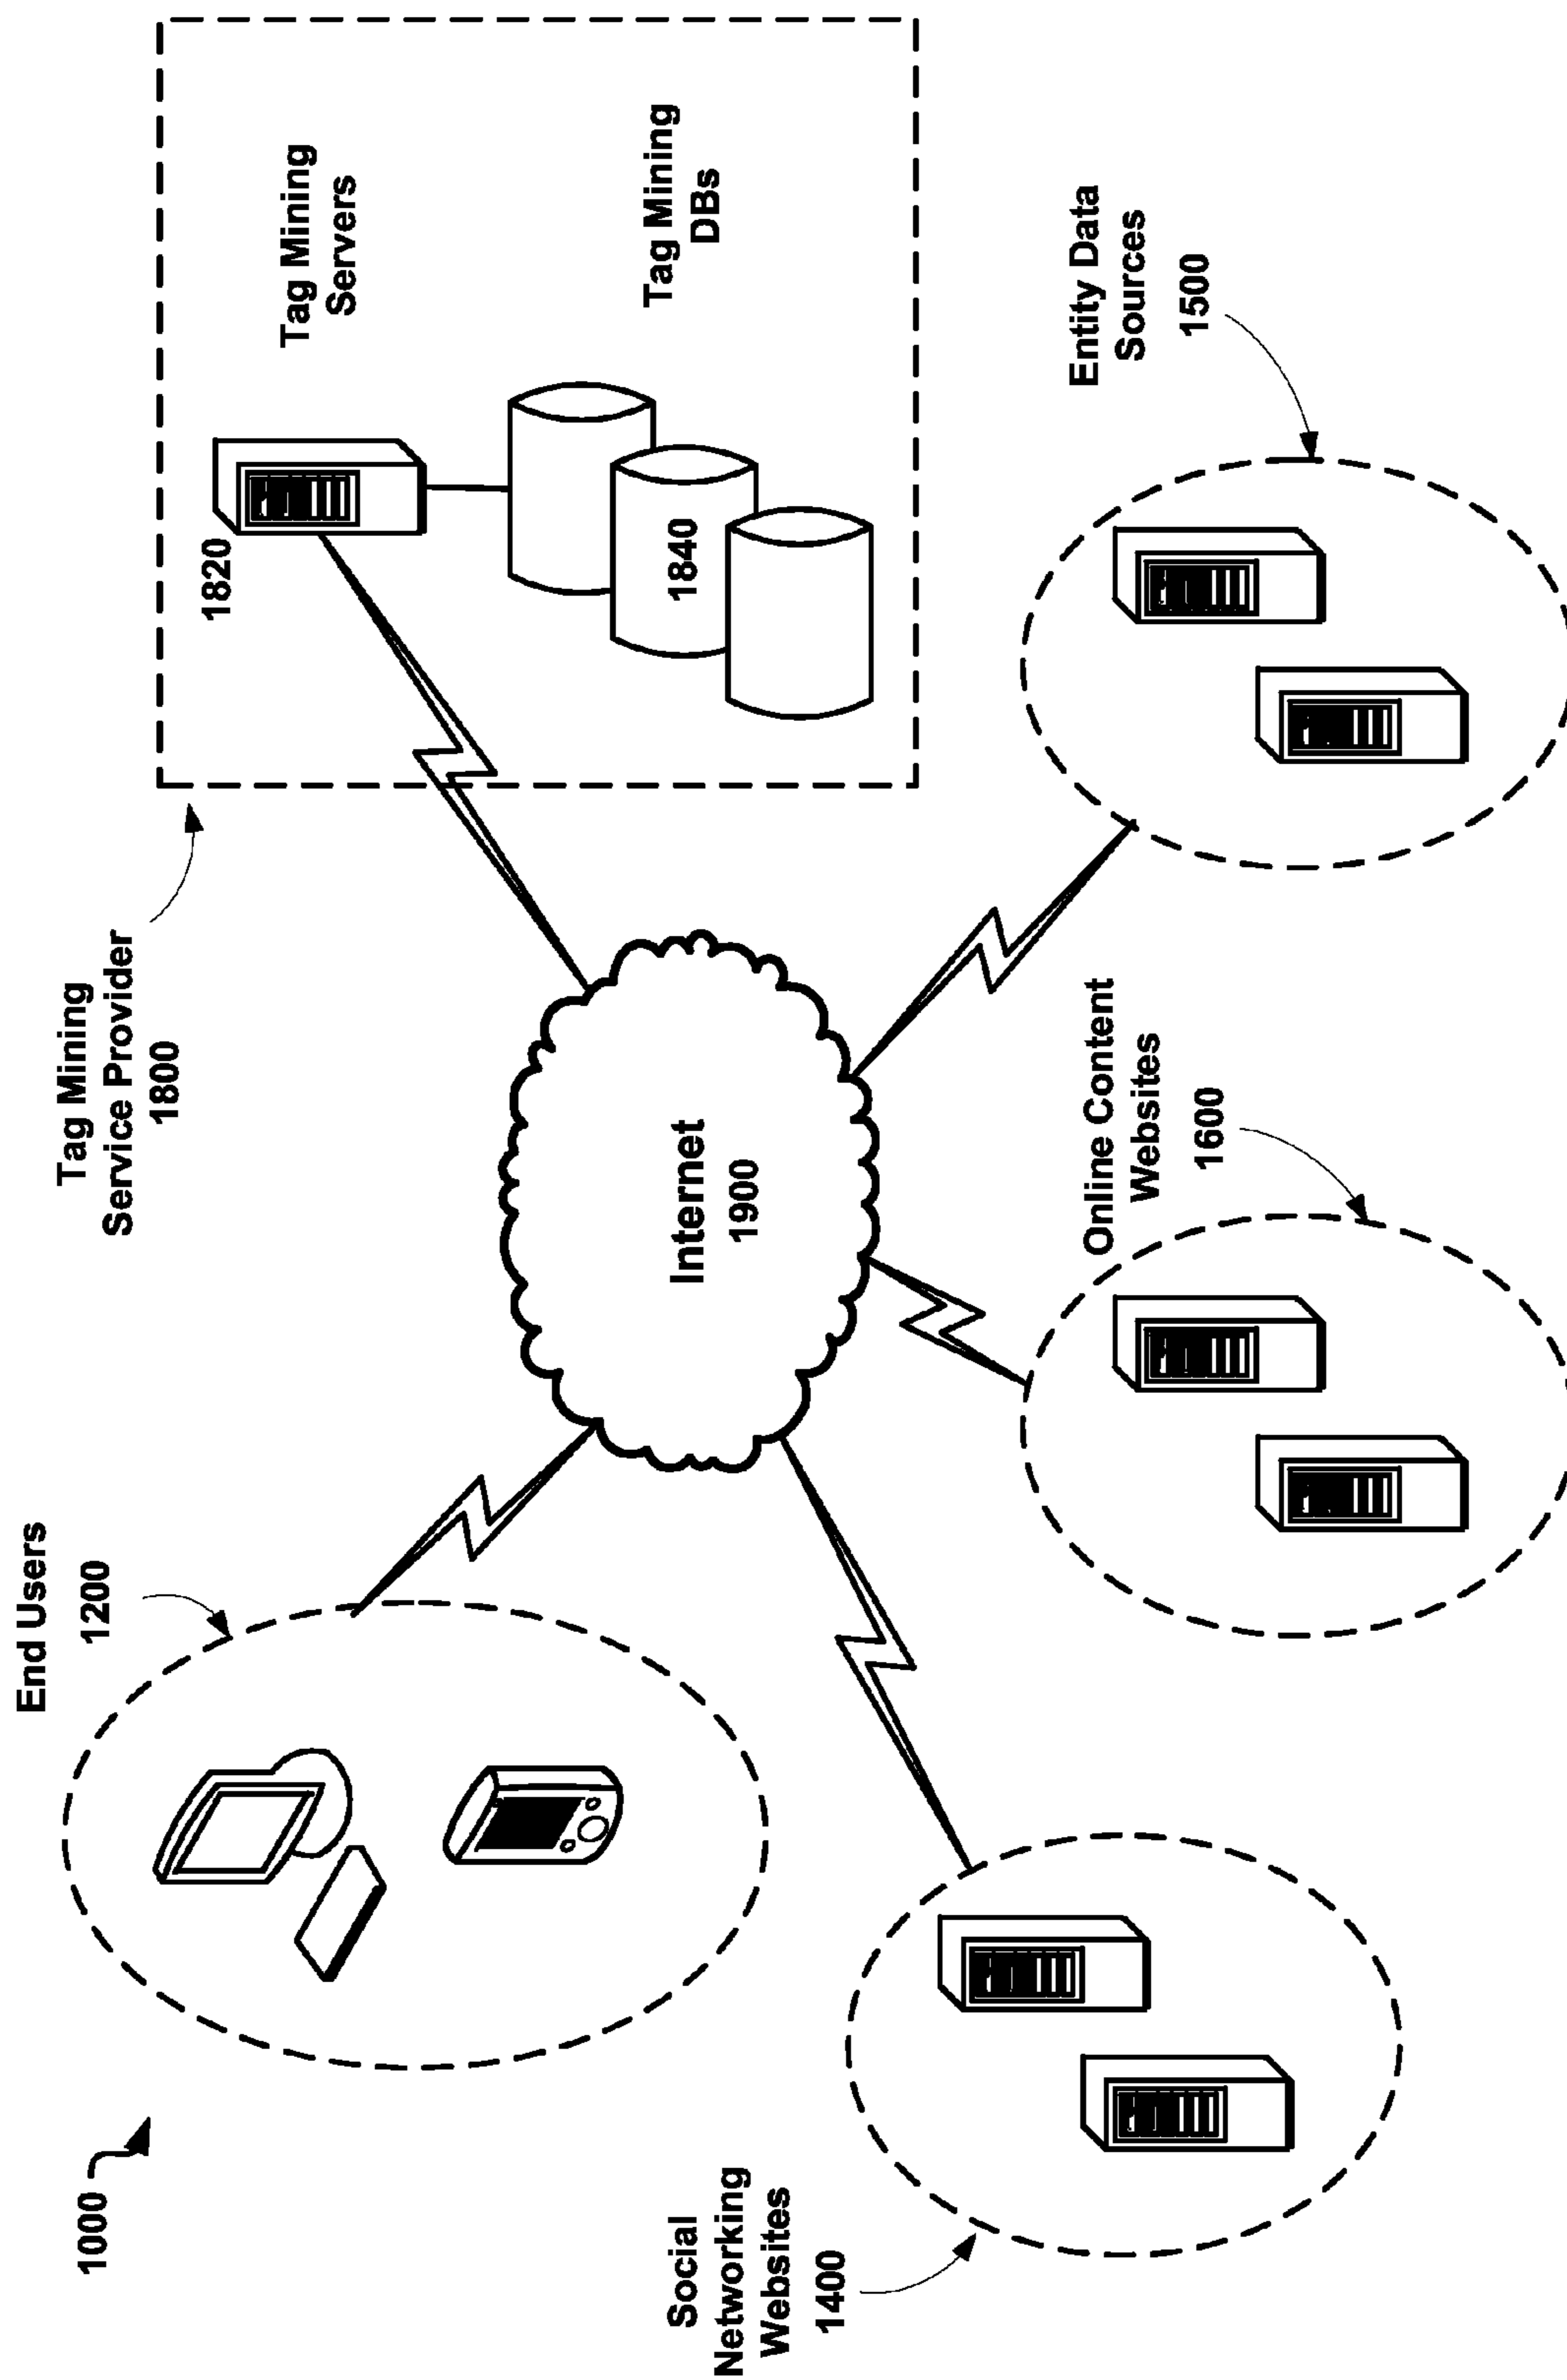 1000
End Users
1200
Tag Mining
Service Provider
1800
1820
Tag Mining
Servers
1840
Tag Mining
DBs
Internet
1900
Social
Networking
Websites
1400
Online Content
Websites
1600
Entity Data
Sources
1500